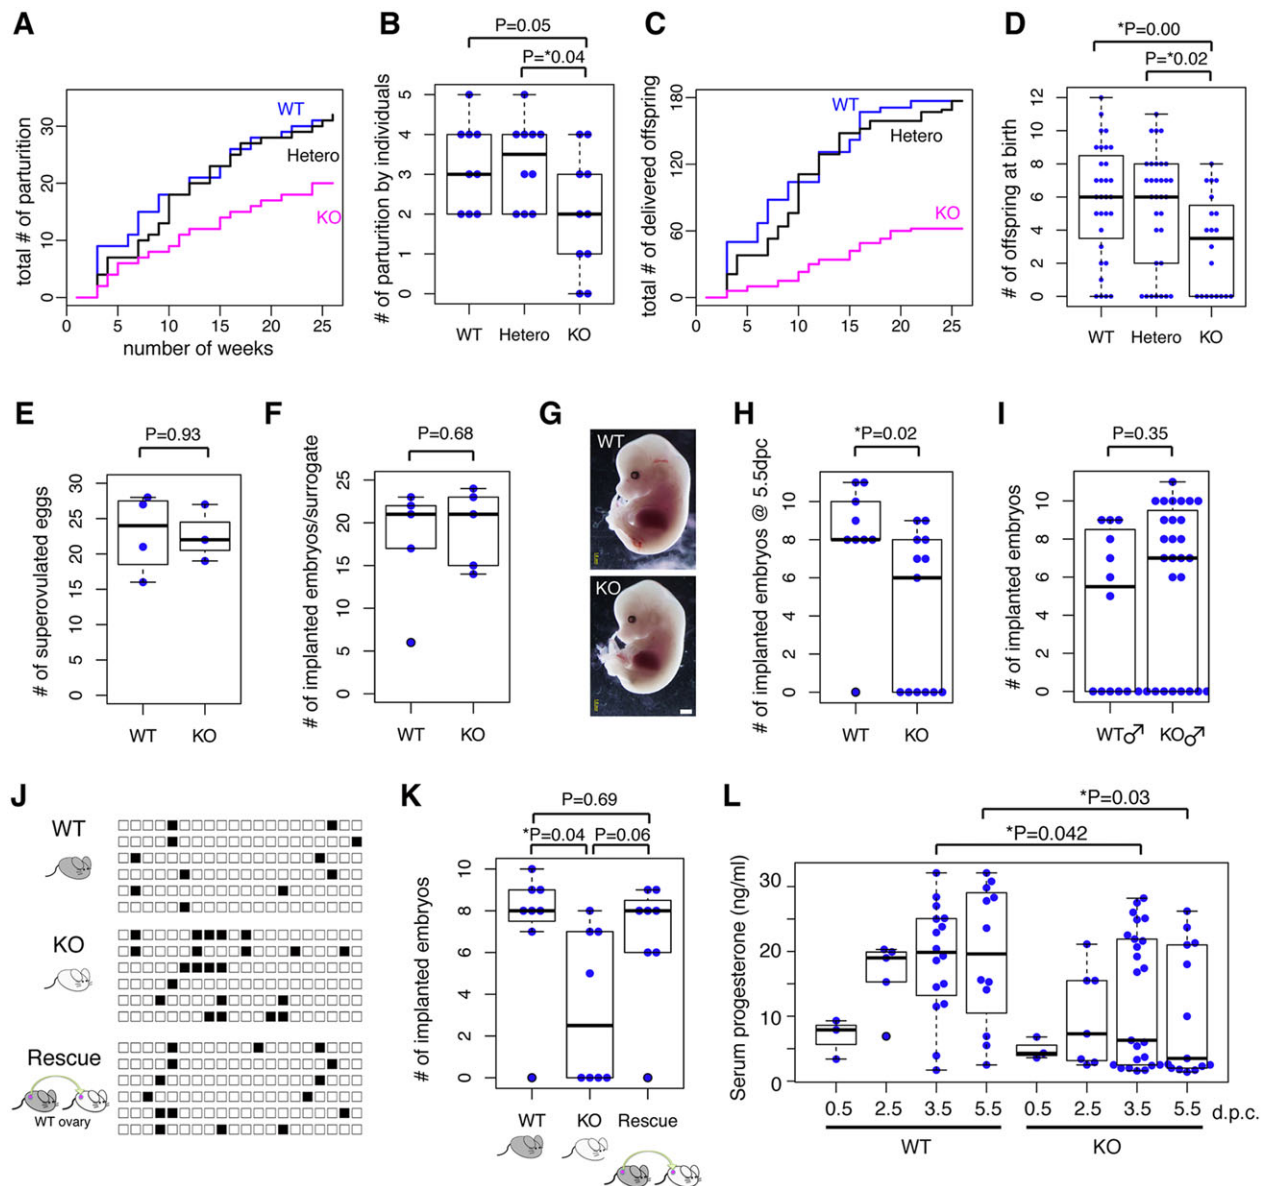 A
total # of parturition
30
20
10
0
WT
Hetero
KO
0 5 10 15 20 25
number of weeks
B
P=0.05
P=*0.04
# of parturition by individuals
5
4
3
2
1
0
WT Hetero KO
C
total # of delivered offspring
180
120
60
0
WT
Hetero
KO
0 5 10 15 20 25
D
*P=0.00
P=*0.02
# of offspring at birth
12
10
8
6
4
2
0
WT Hetero KO
E
P=0.93
# of superovulated eggs
30
25
20
15
10
5
0
WT KO
F
P=0.68
# of implanted embryos/surrogate
25
20
15
10
5
0
WT KO
G
WT
KO
H
*P=0.02
# of implanted embryos @ 5.5dpc
10
8
6
4
2
0
WT KO
I
P=0.35
# of implanted embryos
10
8
6
4
2
0
WT♂ KO♂
J
WT
KO
Rescue
WT ovary
K
P=0.69
*P=0.04 P=0.06
# of implanted embryos
10
8
6
4
2
0
WT KO Rescue
L
*P=0.03
*P=0.042
Serum progesterone (ng/ml)
30
20
10
0
0.5 2.5 3.5 5.5 0.5 2.5 3.5 5.5 d.p.c.
WT KO